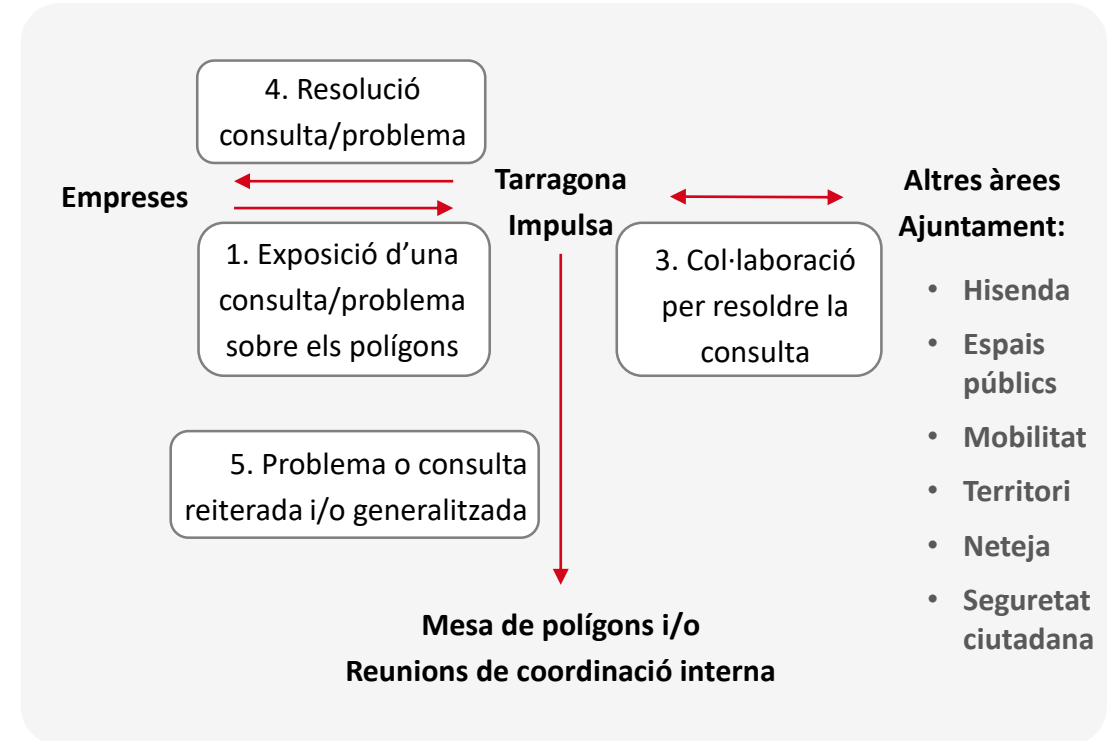 4. Resolució
consulta/problema
Empreses
Tarragona
Impulsa
Altres àrees
Ajuntament:
1. Exposició d’una
consulta/problema
sobre els polígons
3. Col·laboració
per resoldre la
consulta
• Hisenda
• Espais
públics
• Mobilitat
• Territori
• Neteja
• Seguretat
ciutadana
5. Problema o consulta
reiterada i/o generalitzada
Mesa de polígons i/o
Reunions de coordinació interna